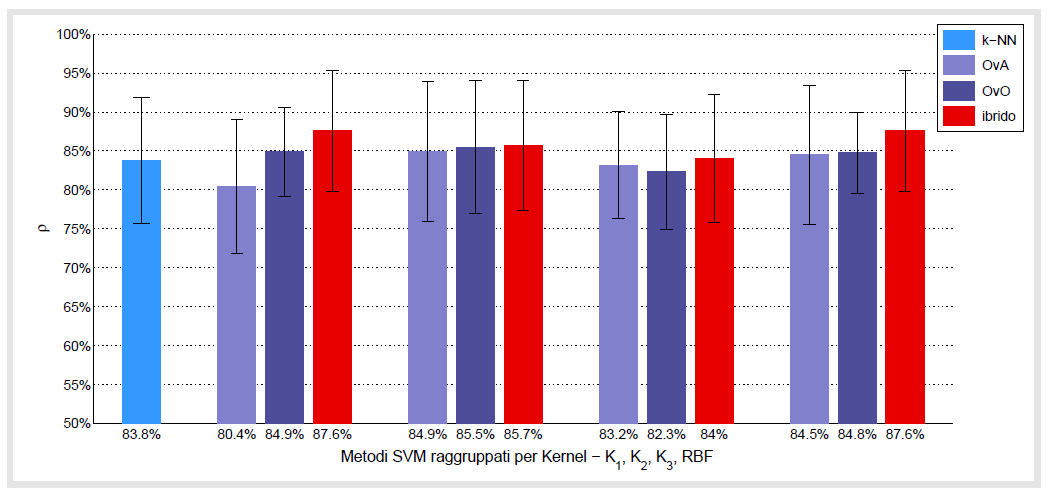 100%
95%
90%
85%
80%
75%
70%
65%
60%
55%
50%
ρ
k−NN
OvA
OvO
ibrido
83.8% 80.4% 84.9% 87.6% 84.9% 85.5% 85.7% 83.2% 82.3% 84% 84.5% 84.8% 87.6%
Metodi SVM raggruppati per Kernel − K1, K2, K3, RBF